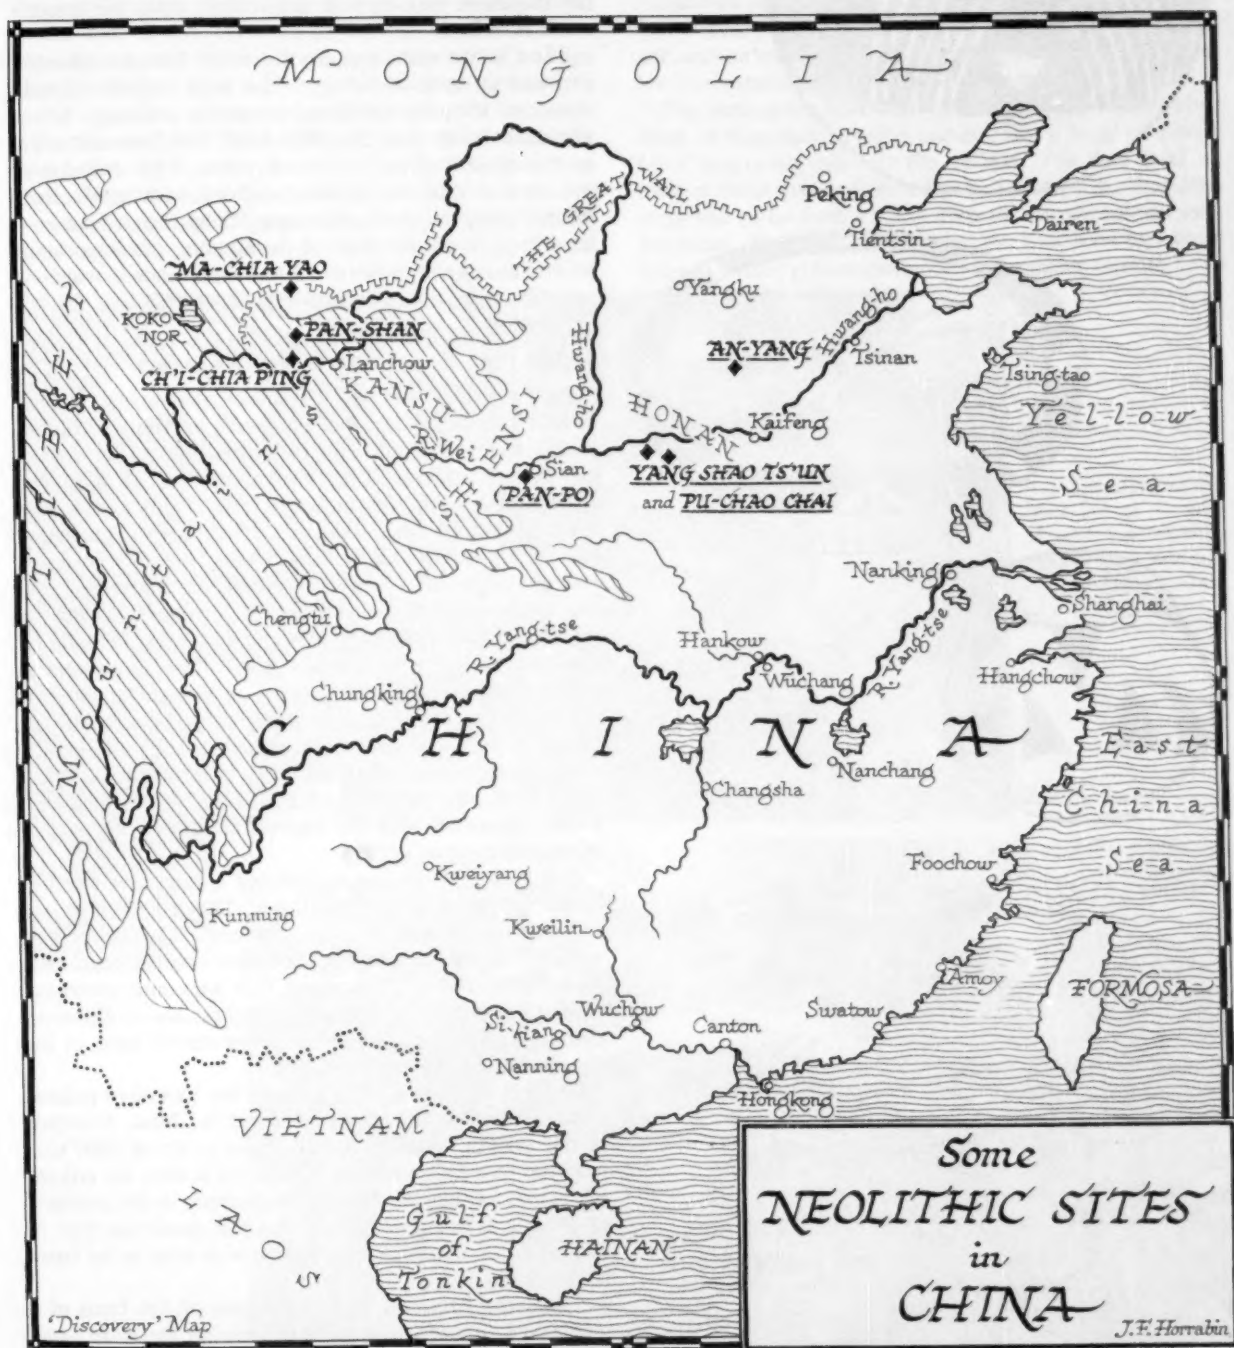 MONGOLIA
THE GREAT WALL
Peking
Tientsin
Dairen
MA-CHIA YAO
KOKO
NOR
PAN-SHAN
CH'I-CHIA P'ING
Lanchow
KANSU
Yangku
AN-YANG
Hwang-ho
Tsinan
Hwang-ho
Tsing-tao
Yellow
Sea
HONAN
Kaifeng
R. Wei
SHENSI
Sian
(PAN-PO)
YANG SHAO TS'UN
and PU-CHAO CHAI
TIBET
Mountains
Nanking
Shanghai
Chengtu
R. Yang-tse
Hankow
Wuchang
R. Yang-tse
Hangchow
Chungking
CHINA
Nanchang
Changsha
East
China
Sea
Kweiyang
Foochow
Kunming
Kweilin
Amoy
FORMOSA
Wuchow
Si-kiang
Canton
Swatow
Nanning
Hongkong
VIETNAM
LAOS
Gulf
of
Tonkin
HAINAN
Some
NEOLITHIC SITES
in
CHINA
J.F. Horrabin
'Discovery' Map